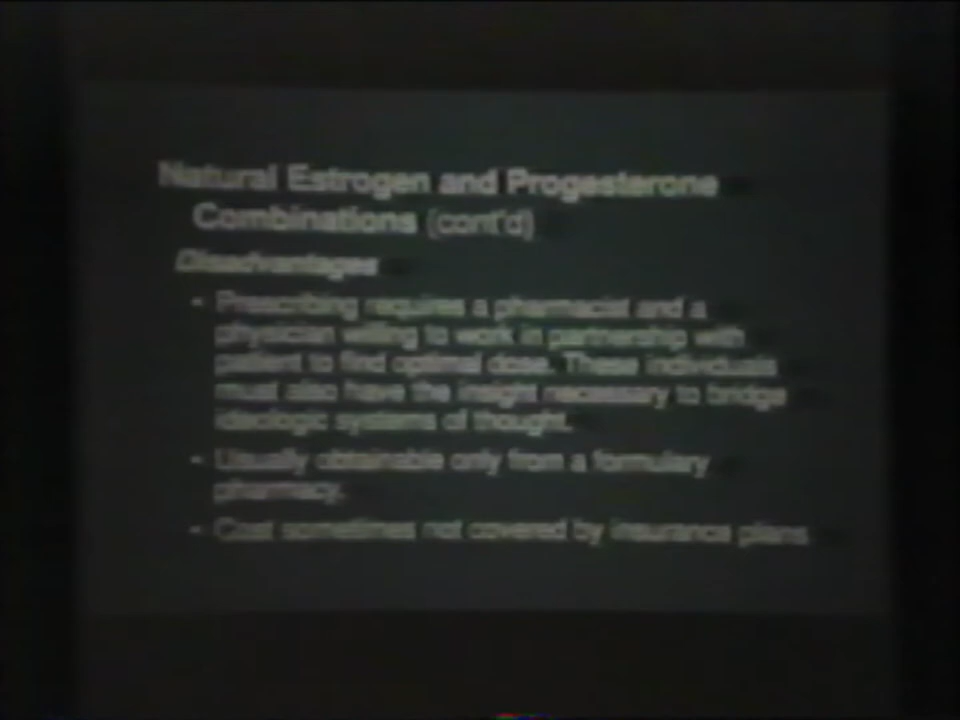 Natural Estrogen and Progesterone
Combinations (cont'd)
Disadvantages
- Prescribing requires a pharmacist and a
physician willing to work in partnership with
patient to find optimal dose. These individuals
must also have the insight necessary to bridge
ideologic systems of thought.
- Usually obtainable only from a formulary
pharmacy.
- Cost sometimes not covered by insurance plans